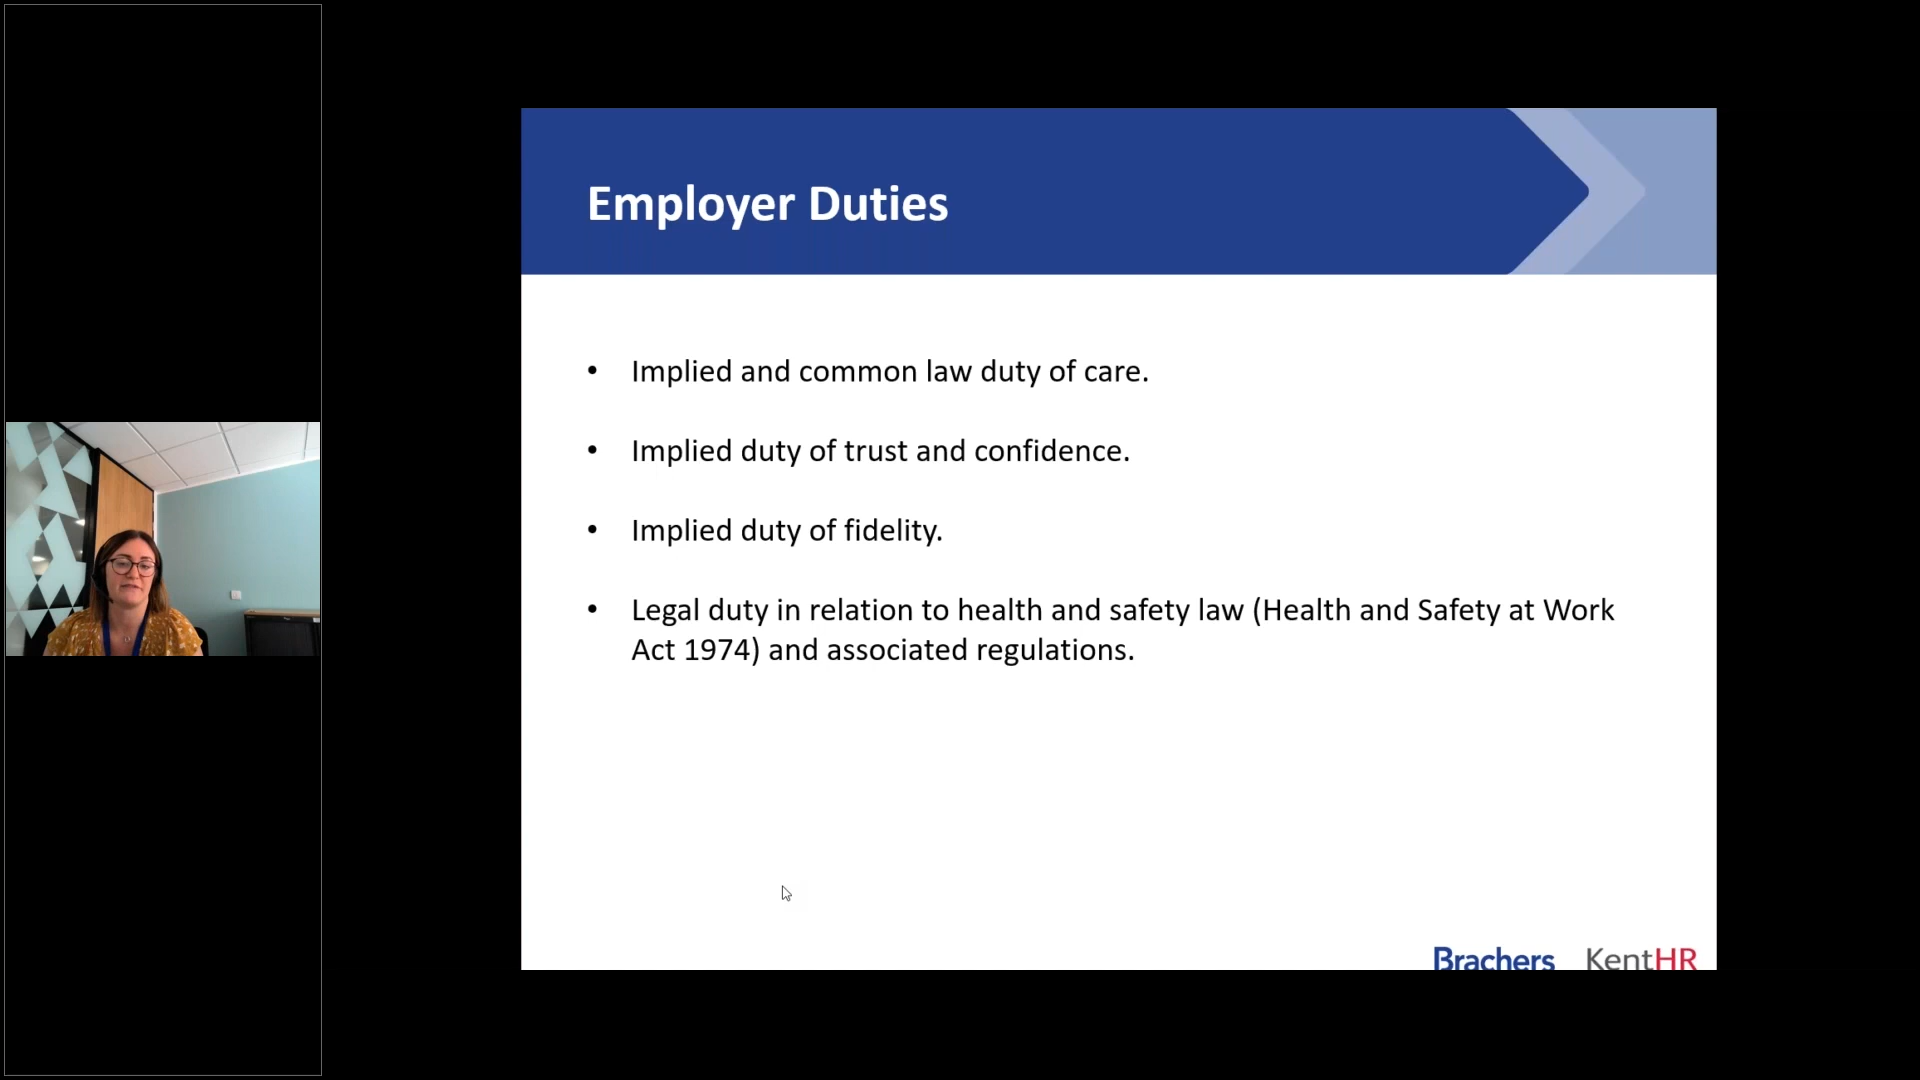 Employer Duties
• Implied and common law duty of care.
• Implied duty of trust and confidence.
• Implied duty of fidelity.
• Legal duty in relation to health and safety law (Health and Safety at Work
Act 1974) and associated regulations.
Brachers KentHR